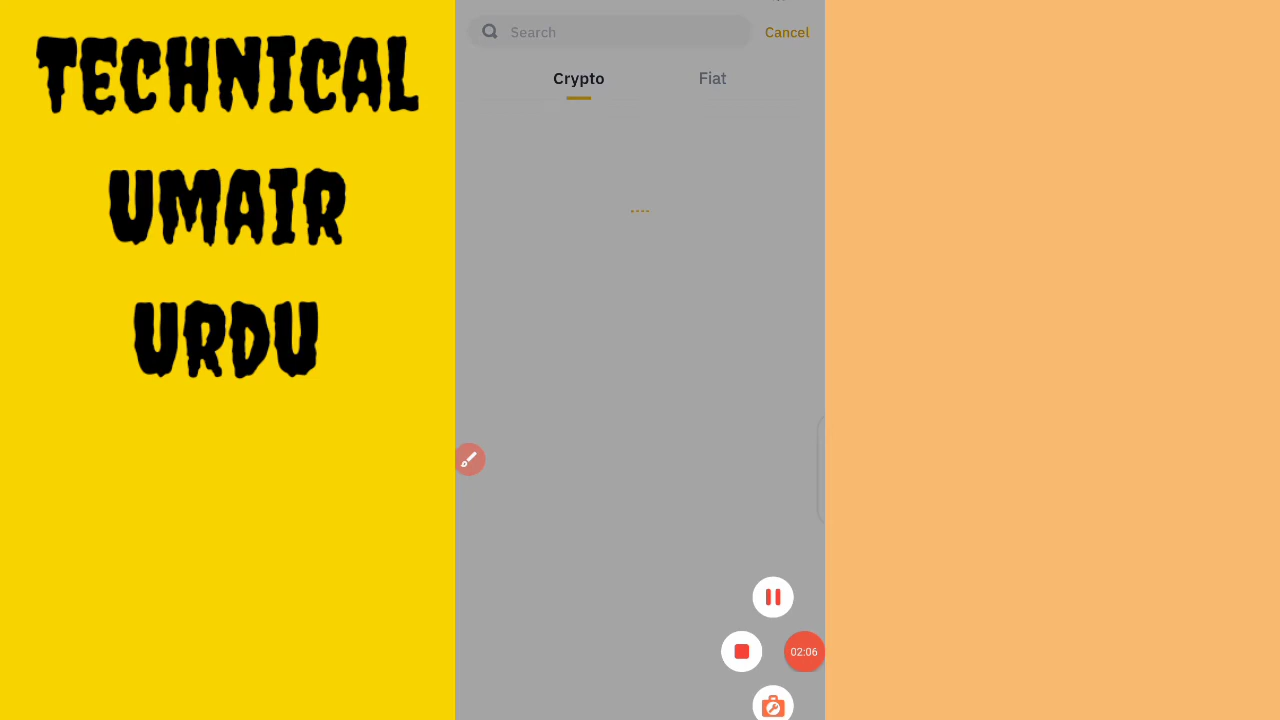 TECHNICAL
UMAIR
URDU
Search
Cancel
Crypto
Fiat
02:06